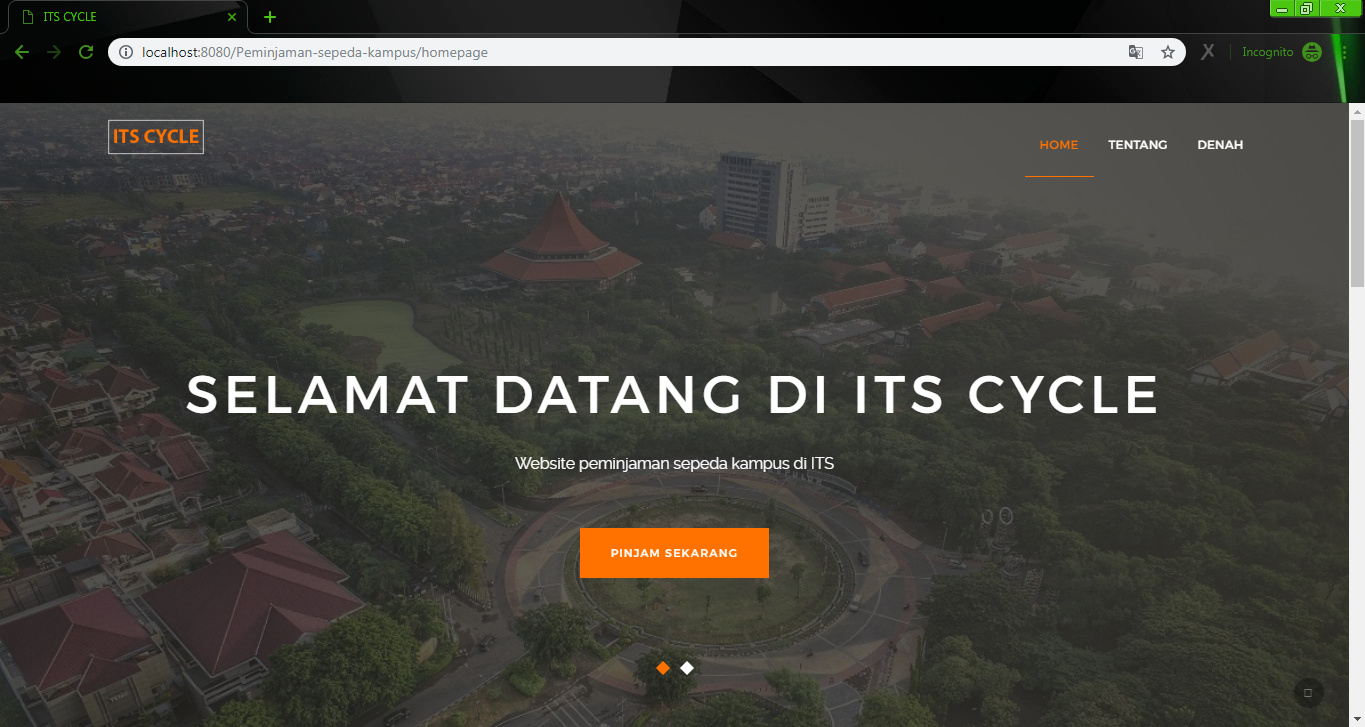 ITS CYCLE
localhost:8080/Peminjaman-sepeda-kampus/homepage
Incognito
ITS CYCLE
HOME TENTANG DENAH
SELAMAT DATANG DI ITS CYCLE
Website peminjaman sepeda kampus di ITS
PINJAM SEKARANG